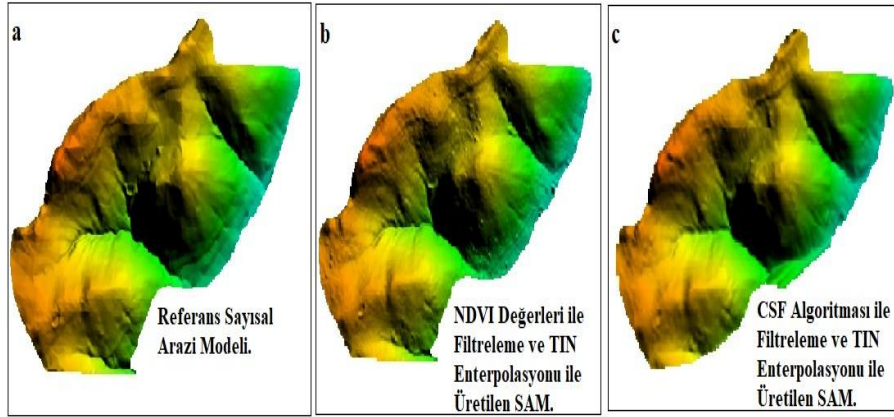 a
Referans Sayısal
Arazi Modeli.
b
NDVI Değerleri ile
Filtreleme ve TIN
Enterpolasyonu ile
Üretilen SAM.
c
CSF Algoritması ile
Filtreleme ve TIN
Enterpolasyonu ile
Üretilen SAM.